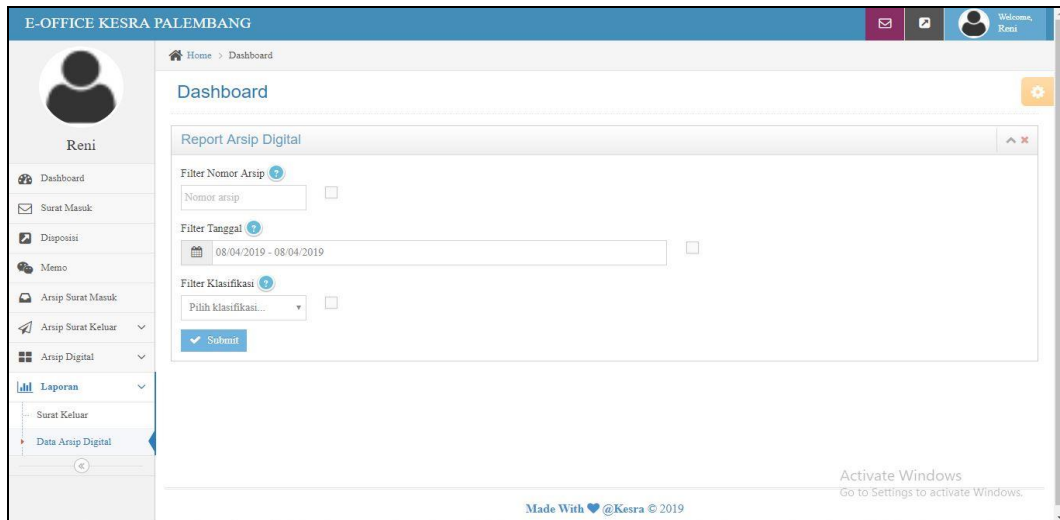 E-OFFICE KESRA PALEMBANG
Welcome,
Reni
Reni
Dashboard
Surat Masuk
Disposisi
Memo
Arsip Surat Masuk
Arsip Surat Keluar
Arsip Digital
Laporan
Surat Keluar
Data Arsip Digital
Home > Dashboard
Dashboard
Report Arsip Digital
Filter Nomor Arsip ?
Nomor arsip
Filter Tanggal ?
08/04/2019 - 08/04/2019
Filter Klasifikasi ?
Pilih klasifikasi...
Submit
Activate Windows
Go to Settings to activate Windows.
Made With @Kesra © 2019